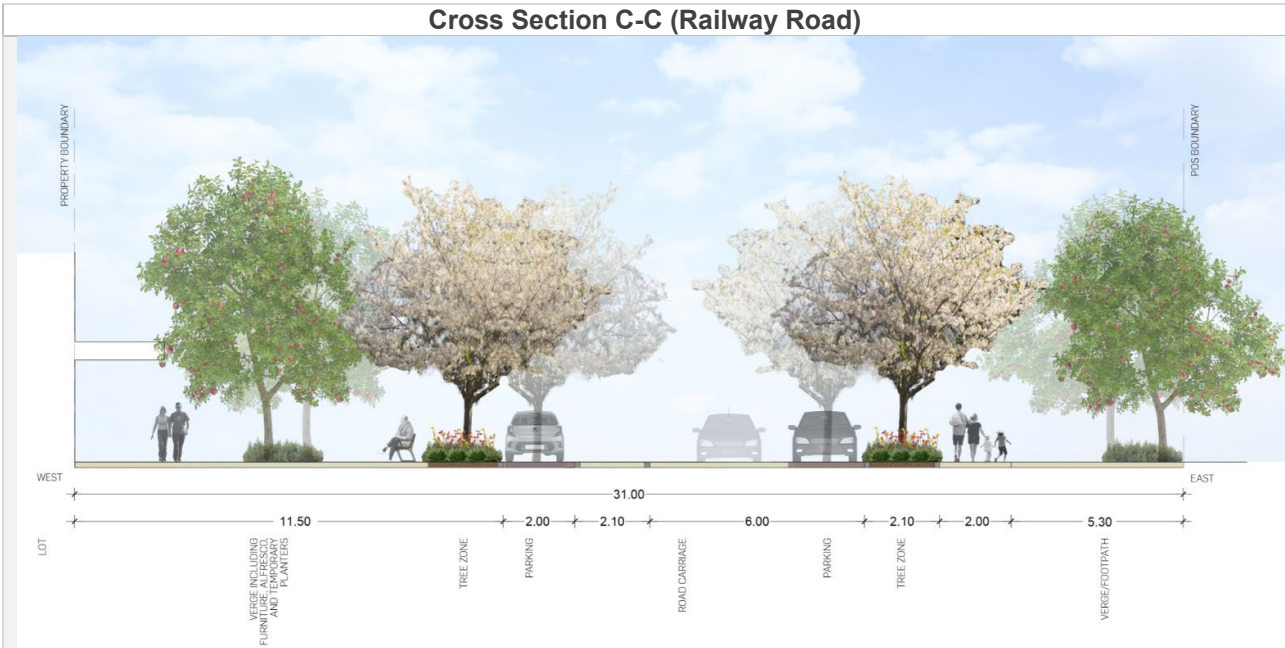 Cross Section C-C (Railway Road)
PROPERTY BOUNDARY
POS BOUNDARY
WEST
EAST
31.00
11.50
2.00
2.10
6.00
2.10
2.00
5.30
LOT
VERGE INCLUDING
FURNITURE, ALFRESCO,
AND TEMPORARY
PLANTERS
TREE ZONE
PARKING
ROAD CARRIAGE
PARKING
TREE ZONE
VERGE/FOOTPATH